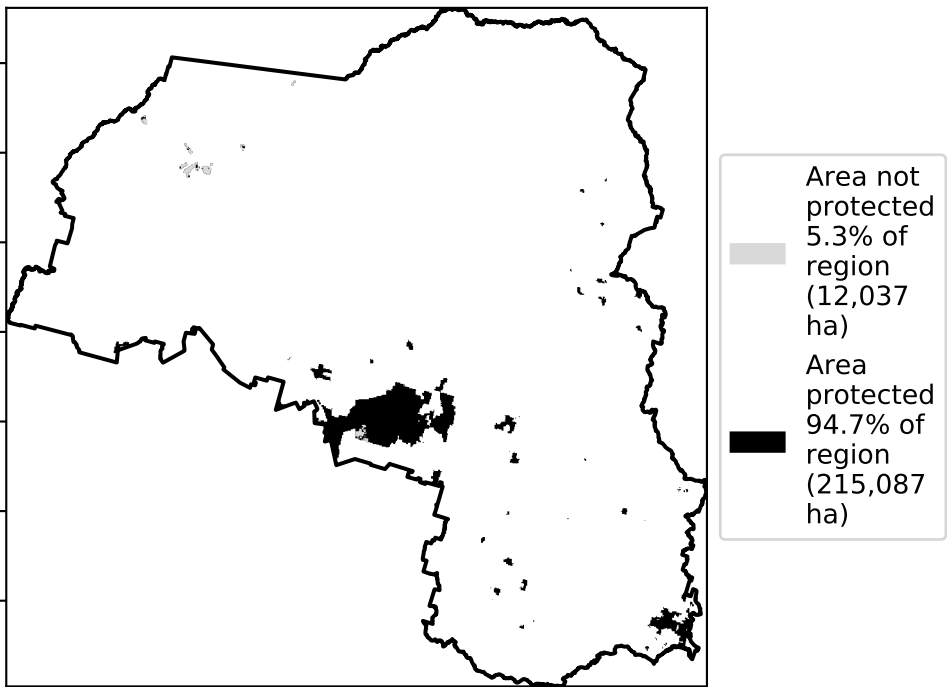 Area not
protected
5.3% of
region
(12,037
ha)
Area
protected
94.7% of
region
(215,087
ha)